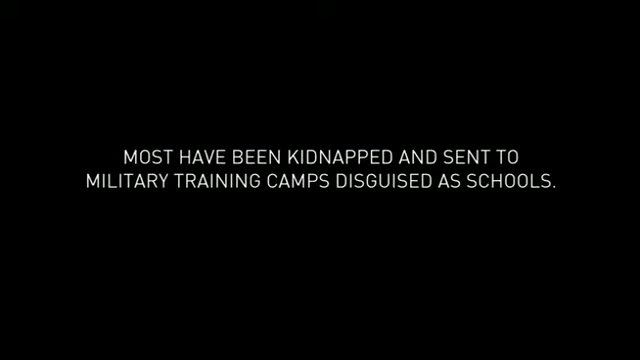 MOST HAVE BEEN KIDNAPPED AND SENT TO
MILITARY TRAINING CAMPS DISGUISED AS SCHOOLS.